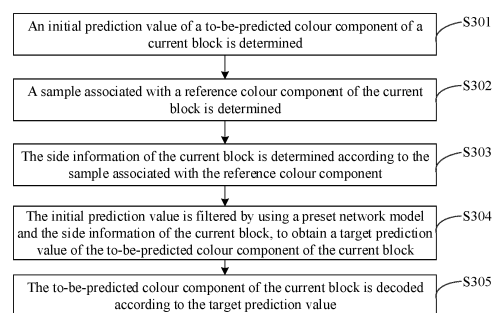 An initial prediction value of a to-be-predicted colour component of a
current block is determined
S301
A sample associated with a reference colour component of the current
block is determined
S302
The side information of the current block is determined according to the
sample associated with the reference colour component
S303
The initial prediction value is filtered by using a preset network model
and the side information of the current block, to obtain a target prediction
value of the to-be-predicted colour component of the current block
S304
The to-be-predicted colour component of the current block is decoded
according to the target prediction value
S305